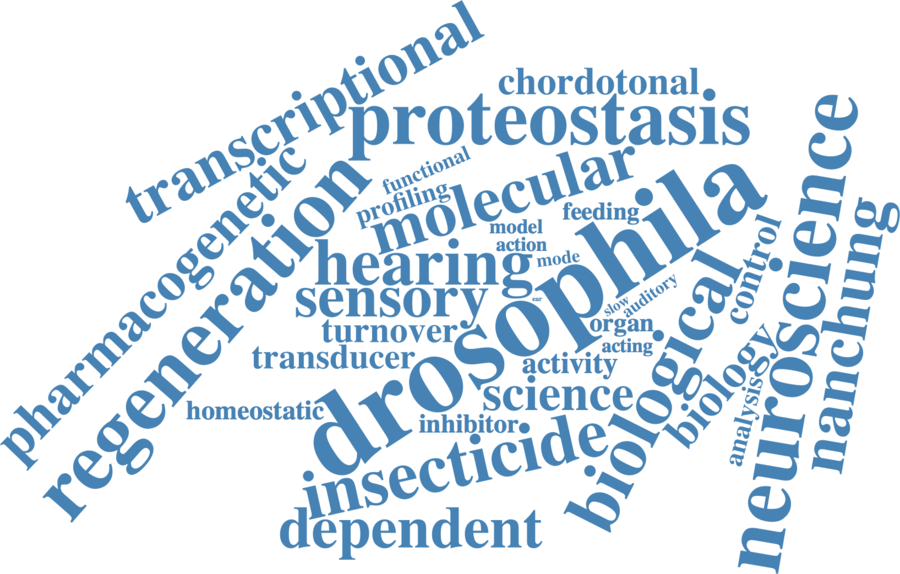 transcriptional
chordotonal
proteostasis
pharmacogenetic
regeneration
functional
profiling
molecular
model
action
mode
feeding
hearing
sensory
turnover
transducer
homeostatic
drosophila
ear
slow
auditory
organ
acting
activity
science
inhibitor
insecticide
dependent
biological
control
biology
analysis
neuroscience
nanchung